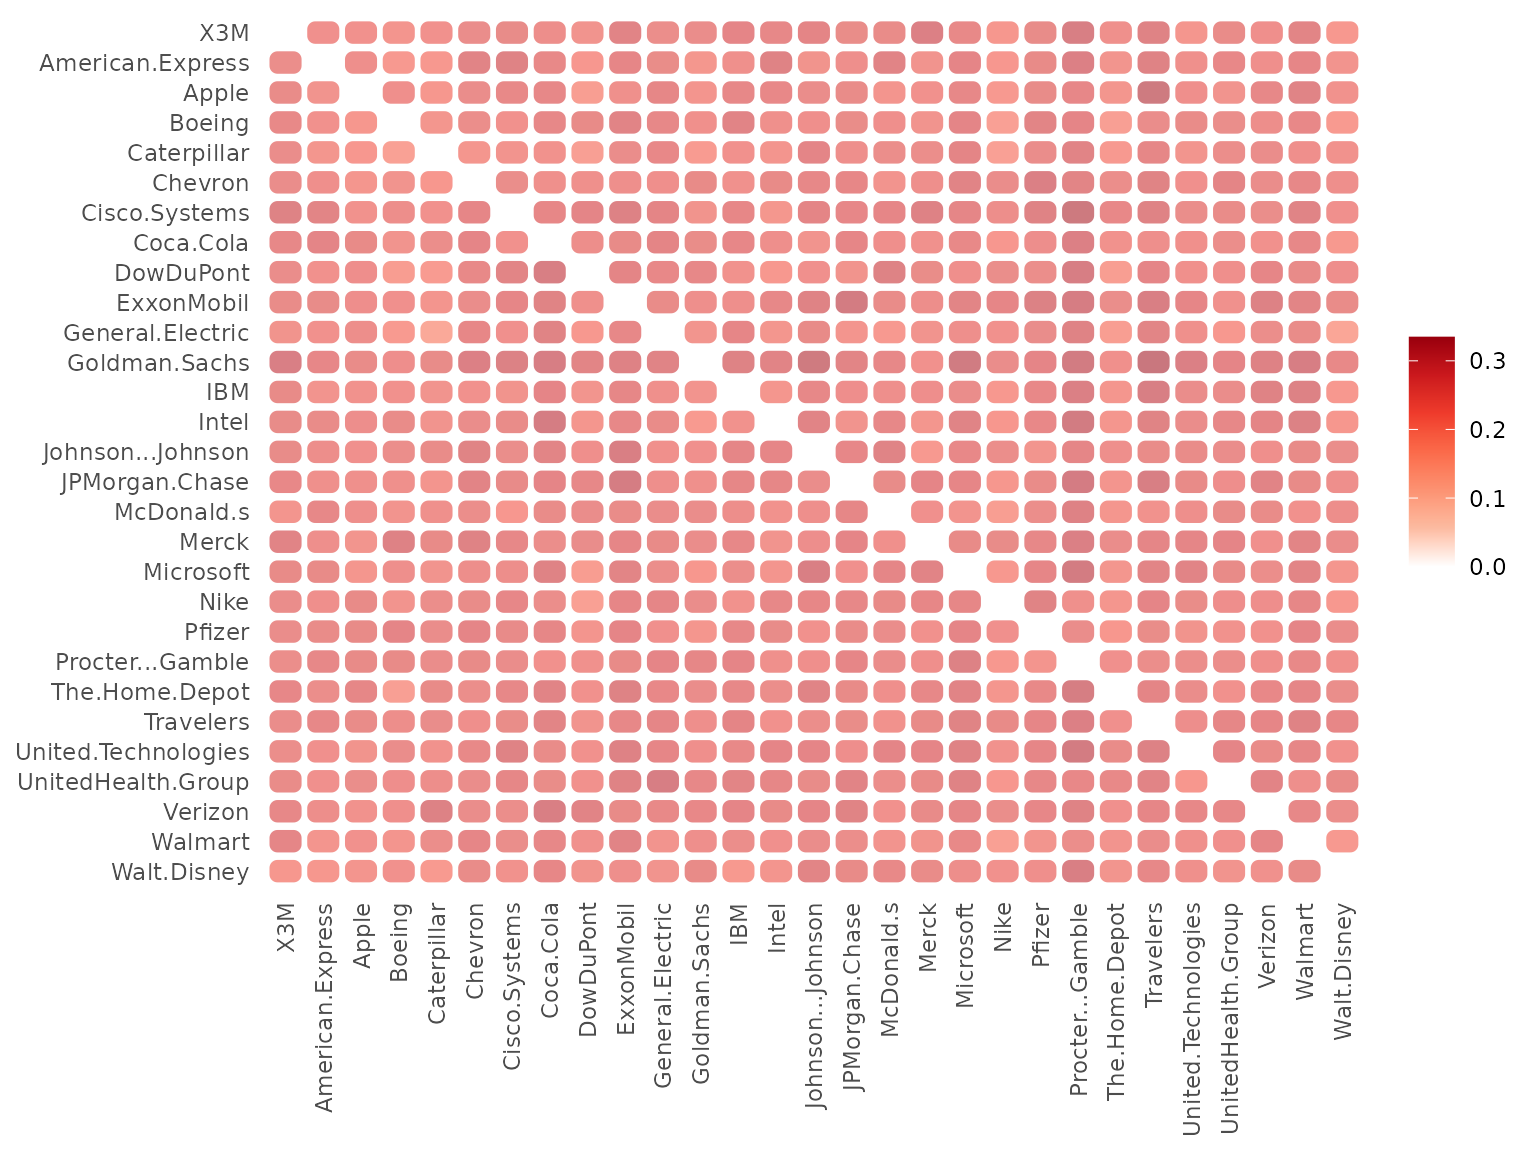 X3M
American.Express
Apple
Boeing
Caterpillar
Chevron
Cisco.Systems
Coca.Cola
DowDuPont
ExxonMobil
General.Electric
Goldman.Sachs
IBM
Intel
Johnson...Johnson
JPMorgan.Chase
McDonald.s
Merck
Microsoft
Nike
Pfizer
Procter...Gamble
The.Home.Depot
Travelers
United.Technologies
UnitedHealth.Group
Verizon
Walmart
Walt.Disney
X3M
American.Express
Apple
Boeing
Caterpillar
Chevron
Cisco.Systems
Coca.Cola
DowDuPont
ExxonMobil
General.Electric
Goldman.Sachs
IBM
Intel
Johnson...Johnson
JPMorgan.Chase
McDonald.s
Merck
Microsoft
Nike
Pfizer
Procter...Gamble
The.Home.Depot
Travelers
United.Technologies
UnitedHealth.Group
Verizon
Walmart
Walt.Disney
0.3
0.2
0.1
0.0